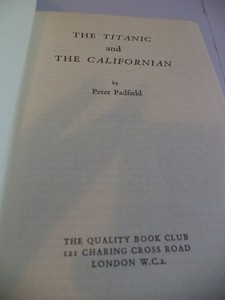 THE TITANIC
and
THE CALIFORNIAN
by
Peter Padfield
THE QUALITY BOOK CLUB
121 CHARING CROSS ROAD
LONDON W.C.2.